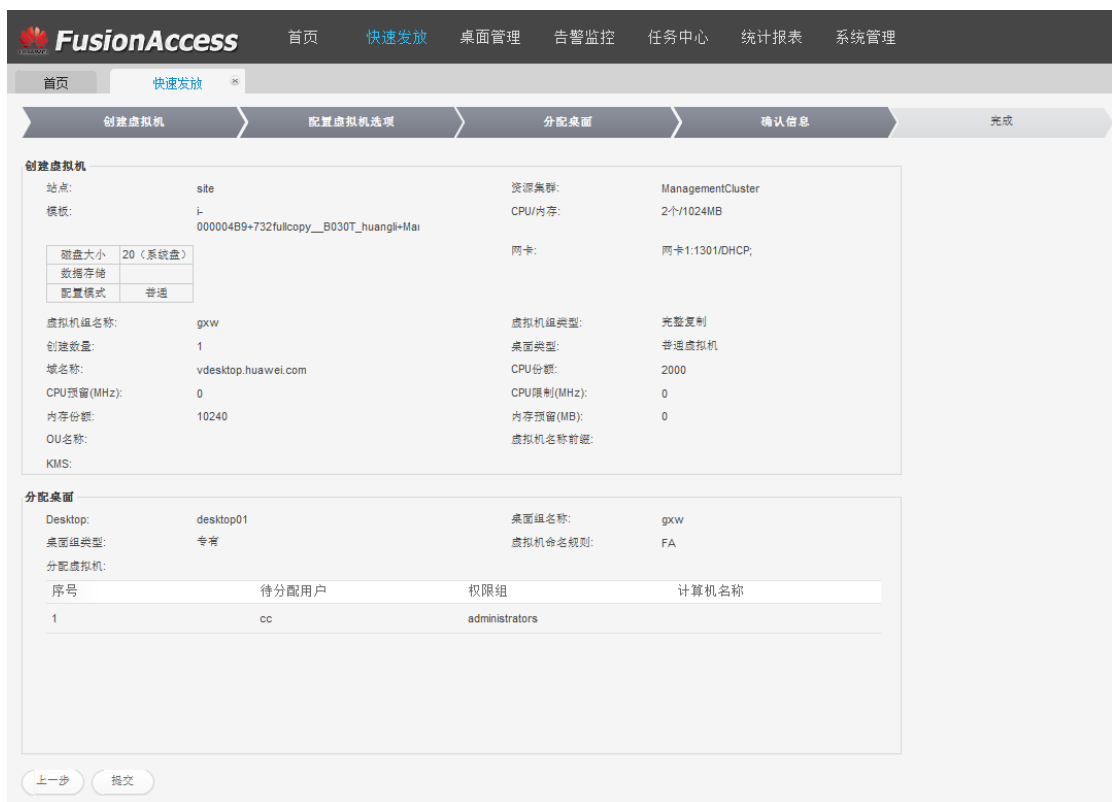 HUAWEI FusionAccess 首页 快速发放 桌面管理 告警监控 任务中心 统计报表 系统管理
首页 快速发放
创建虚拟机 配置虚拟机选项 分配桌面 确认信息 完成
创建虚拟机
站点: site 资源集群: ManagementCluster
模板: i- CPU/内存: 2个/1024MB
000004B9+732fullcopy__B030T_huangli+Mai
磁盘大小 20（系统盘） 网卡: 网卡1:1301/DHCP;
数据存储
配置模式 普通
虚拟机组名称: gxw 虚拟机组类型: 完整复制
创建数量: 1 桌面类型: 普通虚拟机
域名称: vdesktop.huawei.com CPU份额: 2000
CPU预留(MHz): 0 CPU限制(MHz): 0
内存份额: 10240 内存预留(MB): 0
OU名称: 虚拟机名称前缀:
KMS:
分配桌面
Desktop: desktop01 桌面组名称: gxw
桌面组类型: 专有 虚拟机命名规则: FA
分配虚拟机:
序号 待分配用户 权限组 计算机名称
1 cc administrators
上一步 提交